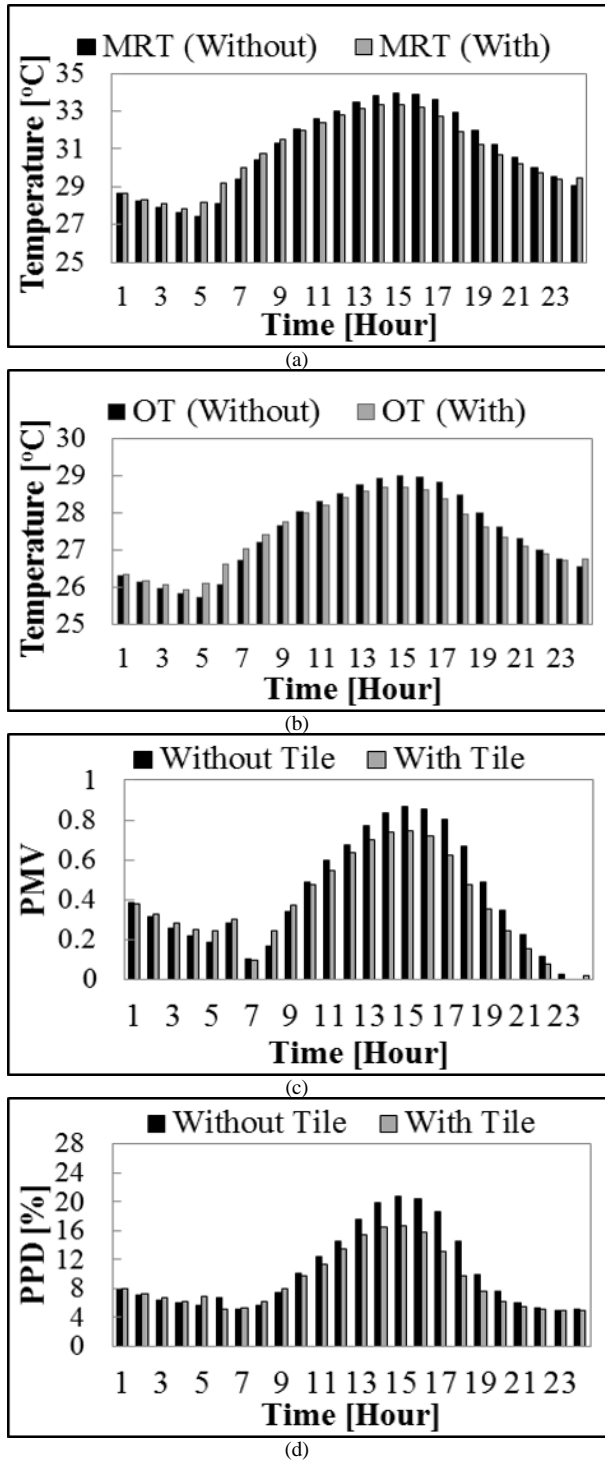 MRT (Without) MRT (With)
35
33
31
29
27
25
Temperature [°C]
1 3 5 7 9 11 13 15 17 19 21 23
Time [Hour]
(a)
OT (Without) OT (With)
30
29
28
27
26
25
Temperature [°C]
1 3 5 7 9 11 13 15 17 19 21 23
Time [Hour]
(b)
Without Tile With Tile
1
0.8
0.6
0.4
0.2
0
PMV
1 3 5 7 9 11 13 15 17 19 21 23
Time [Hour]
(c)
Without Tile With Tile
28
24
20
16
12
8
4
0
PPD [%]
1 3 5 7 9 11 13 15 17 19 21 23
Time [Hour]
(d)